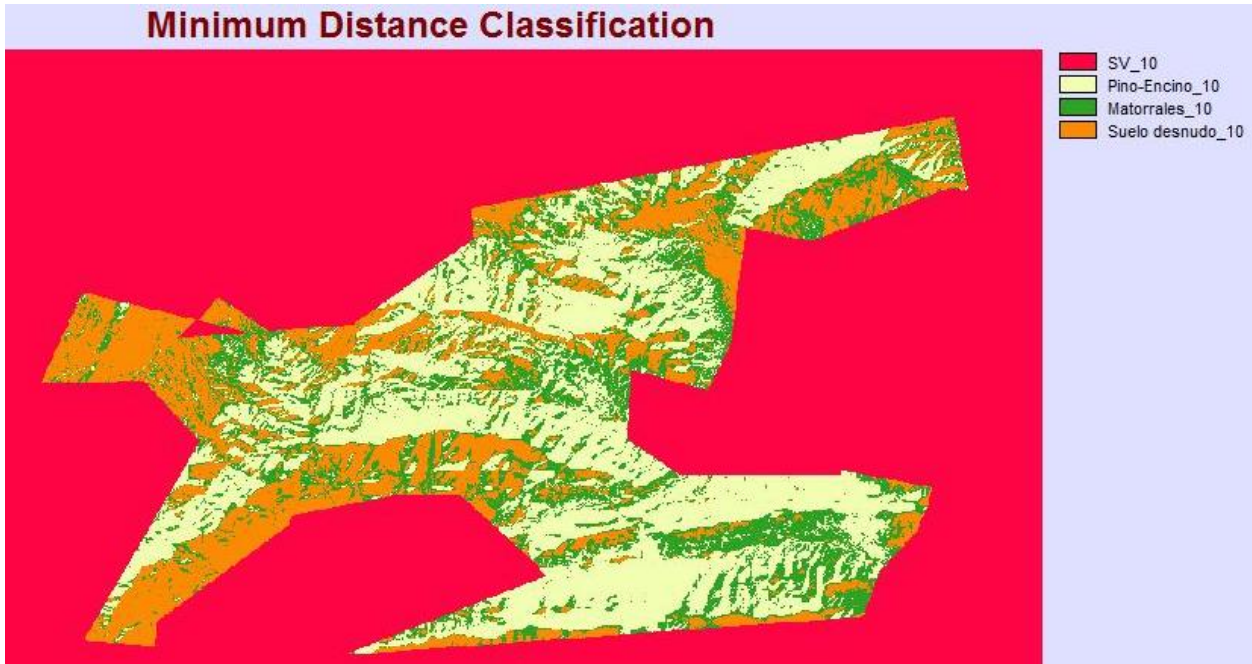 Minimum Distance Classification
SV_10
Pino-Encino_10
Matorrales_10
Suelo desnudo_10